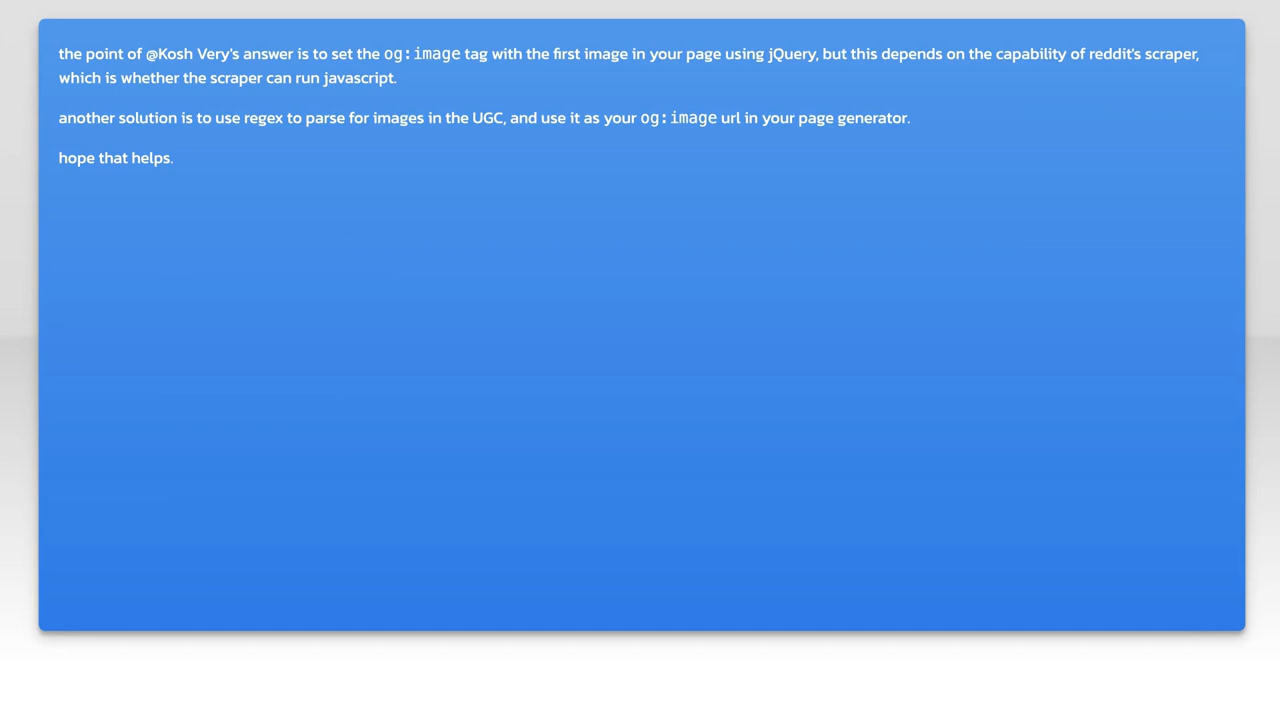 the point of @Kosh Very's answer is to set the og:image tag with the first image in your page using jQuery, but this depends on the capability of reddit's scraper,
which is whether the scraper can run javascript.
another solution is to use regex to parse for images in the UGC, and use it as your og:image url in your page generator.
hope that helps.